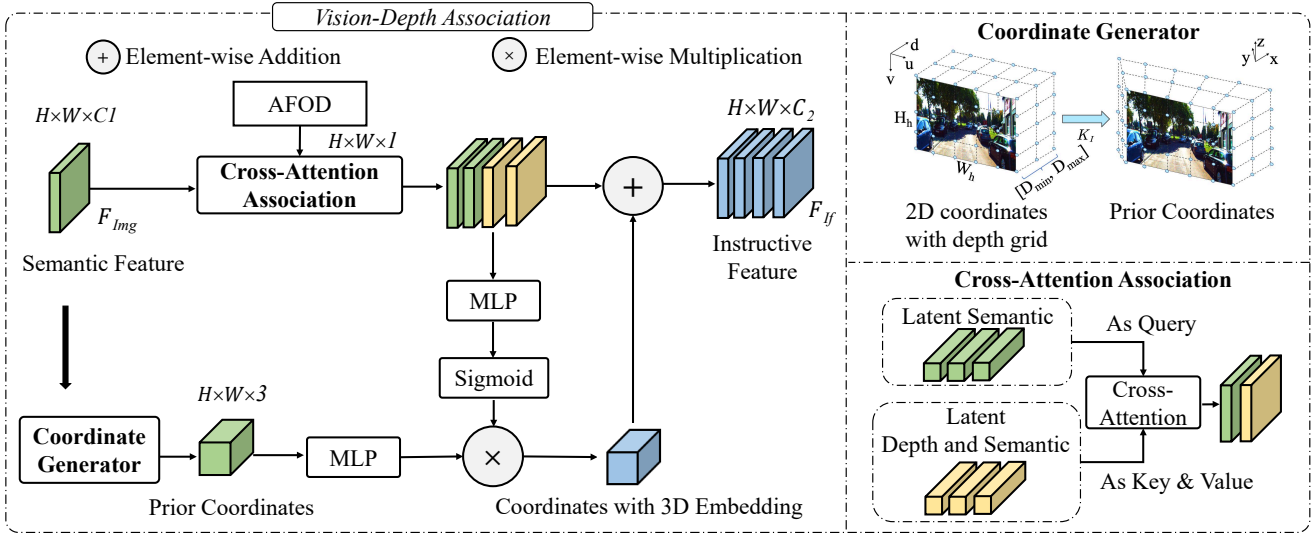 Vision-Depth Association
+ Element-wise Addition
× Element-wise Multiplication
H×W×C1
AFOD
H×W×1
Cross-Attention
Association
F_Img
Semantic Feature
+
H×W×C_2
F_If
Instructive
Feature
MLP
Sigmoid
H×W×3
Coordinate
Generator
MLP
×
Prior Coordinates
Coordinates with 3D Embedding
Coordinate Generator
d
u
v
H_h
W_h
[D_min, D_max]
K_I
z
y
x
2D coordinates
with depth grid
Prior Coordinates
Cross-Attention Association
Latent Semantic
As Query
Cross-
Attention
Latent
Depth and Semantic
As Key & Value